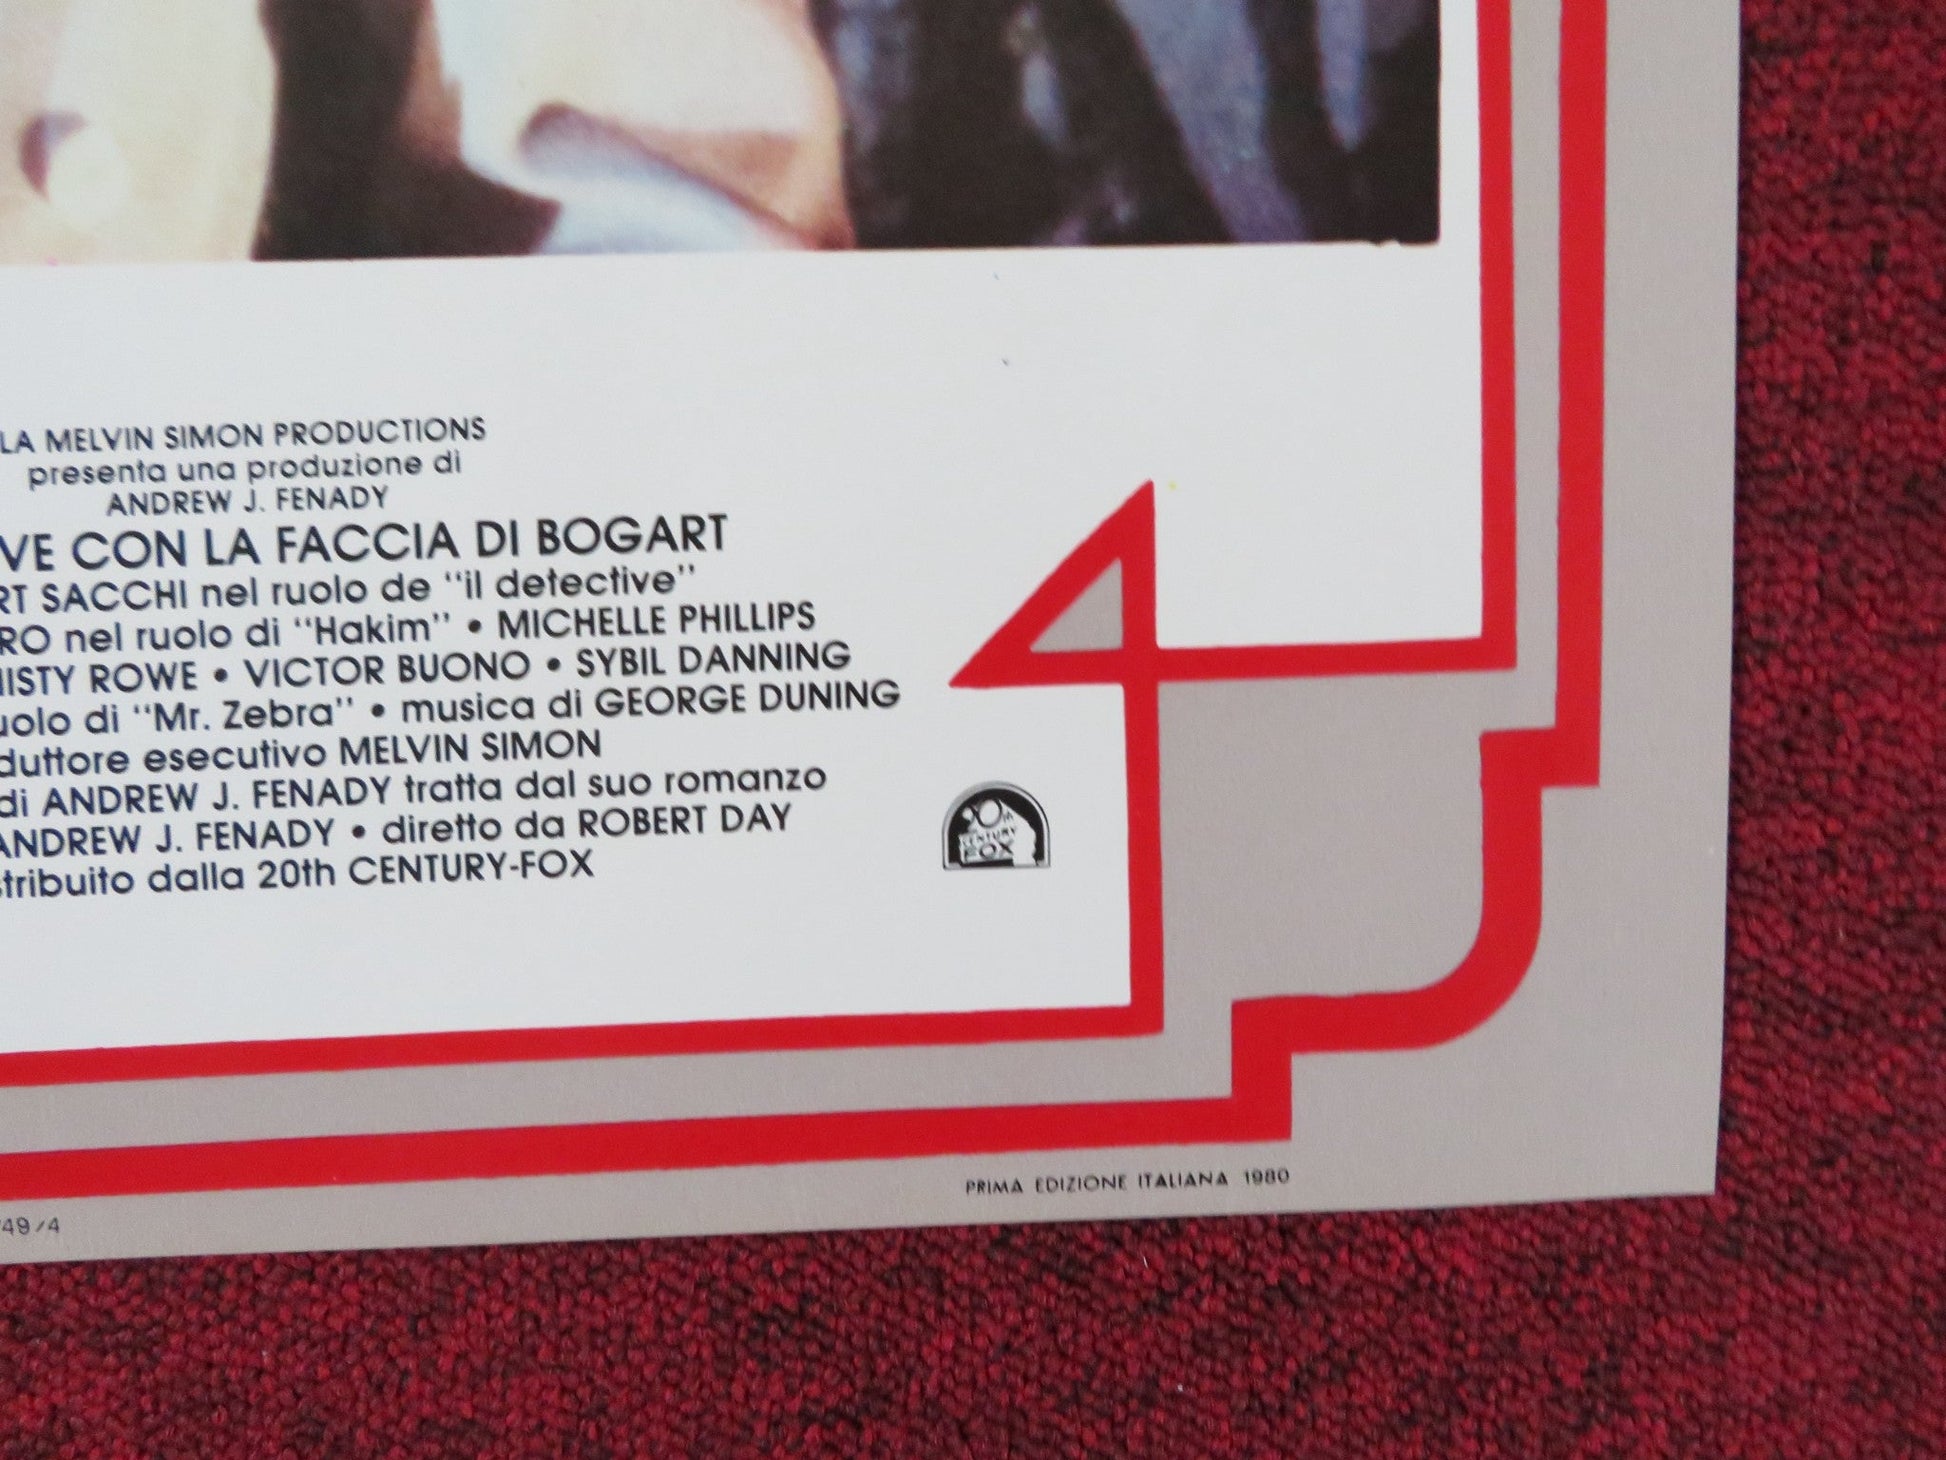 LA MELVIN SIMON PRODUCTIONS
presenta una produzione di
ANDREW J. FENADY
VE CON LA FACCIA DI BOGART
RT SACCHI nel ruolo de "il detective"
RO nel ruolo di "Hakim" • MICHELLE PHILLIPS
MISTY ROWE • VICTOR BUONO • SYBIL DANNING
uolo di "Mr. Zebra" • musica di GEORGE DUNING
duttore esecutivo MELVIN SIMON
di ANDREW J. FENADY tratta dal suo romanzo
ANDREW J. FENADY • diretto da ROBERT DAY
stribuito dalla 20th CENTURY-FOX
20th
CENTURY
FOX
PRIMA EDIZIONE ITALIANA 1980
49/4